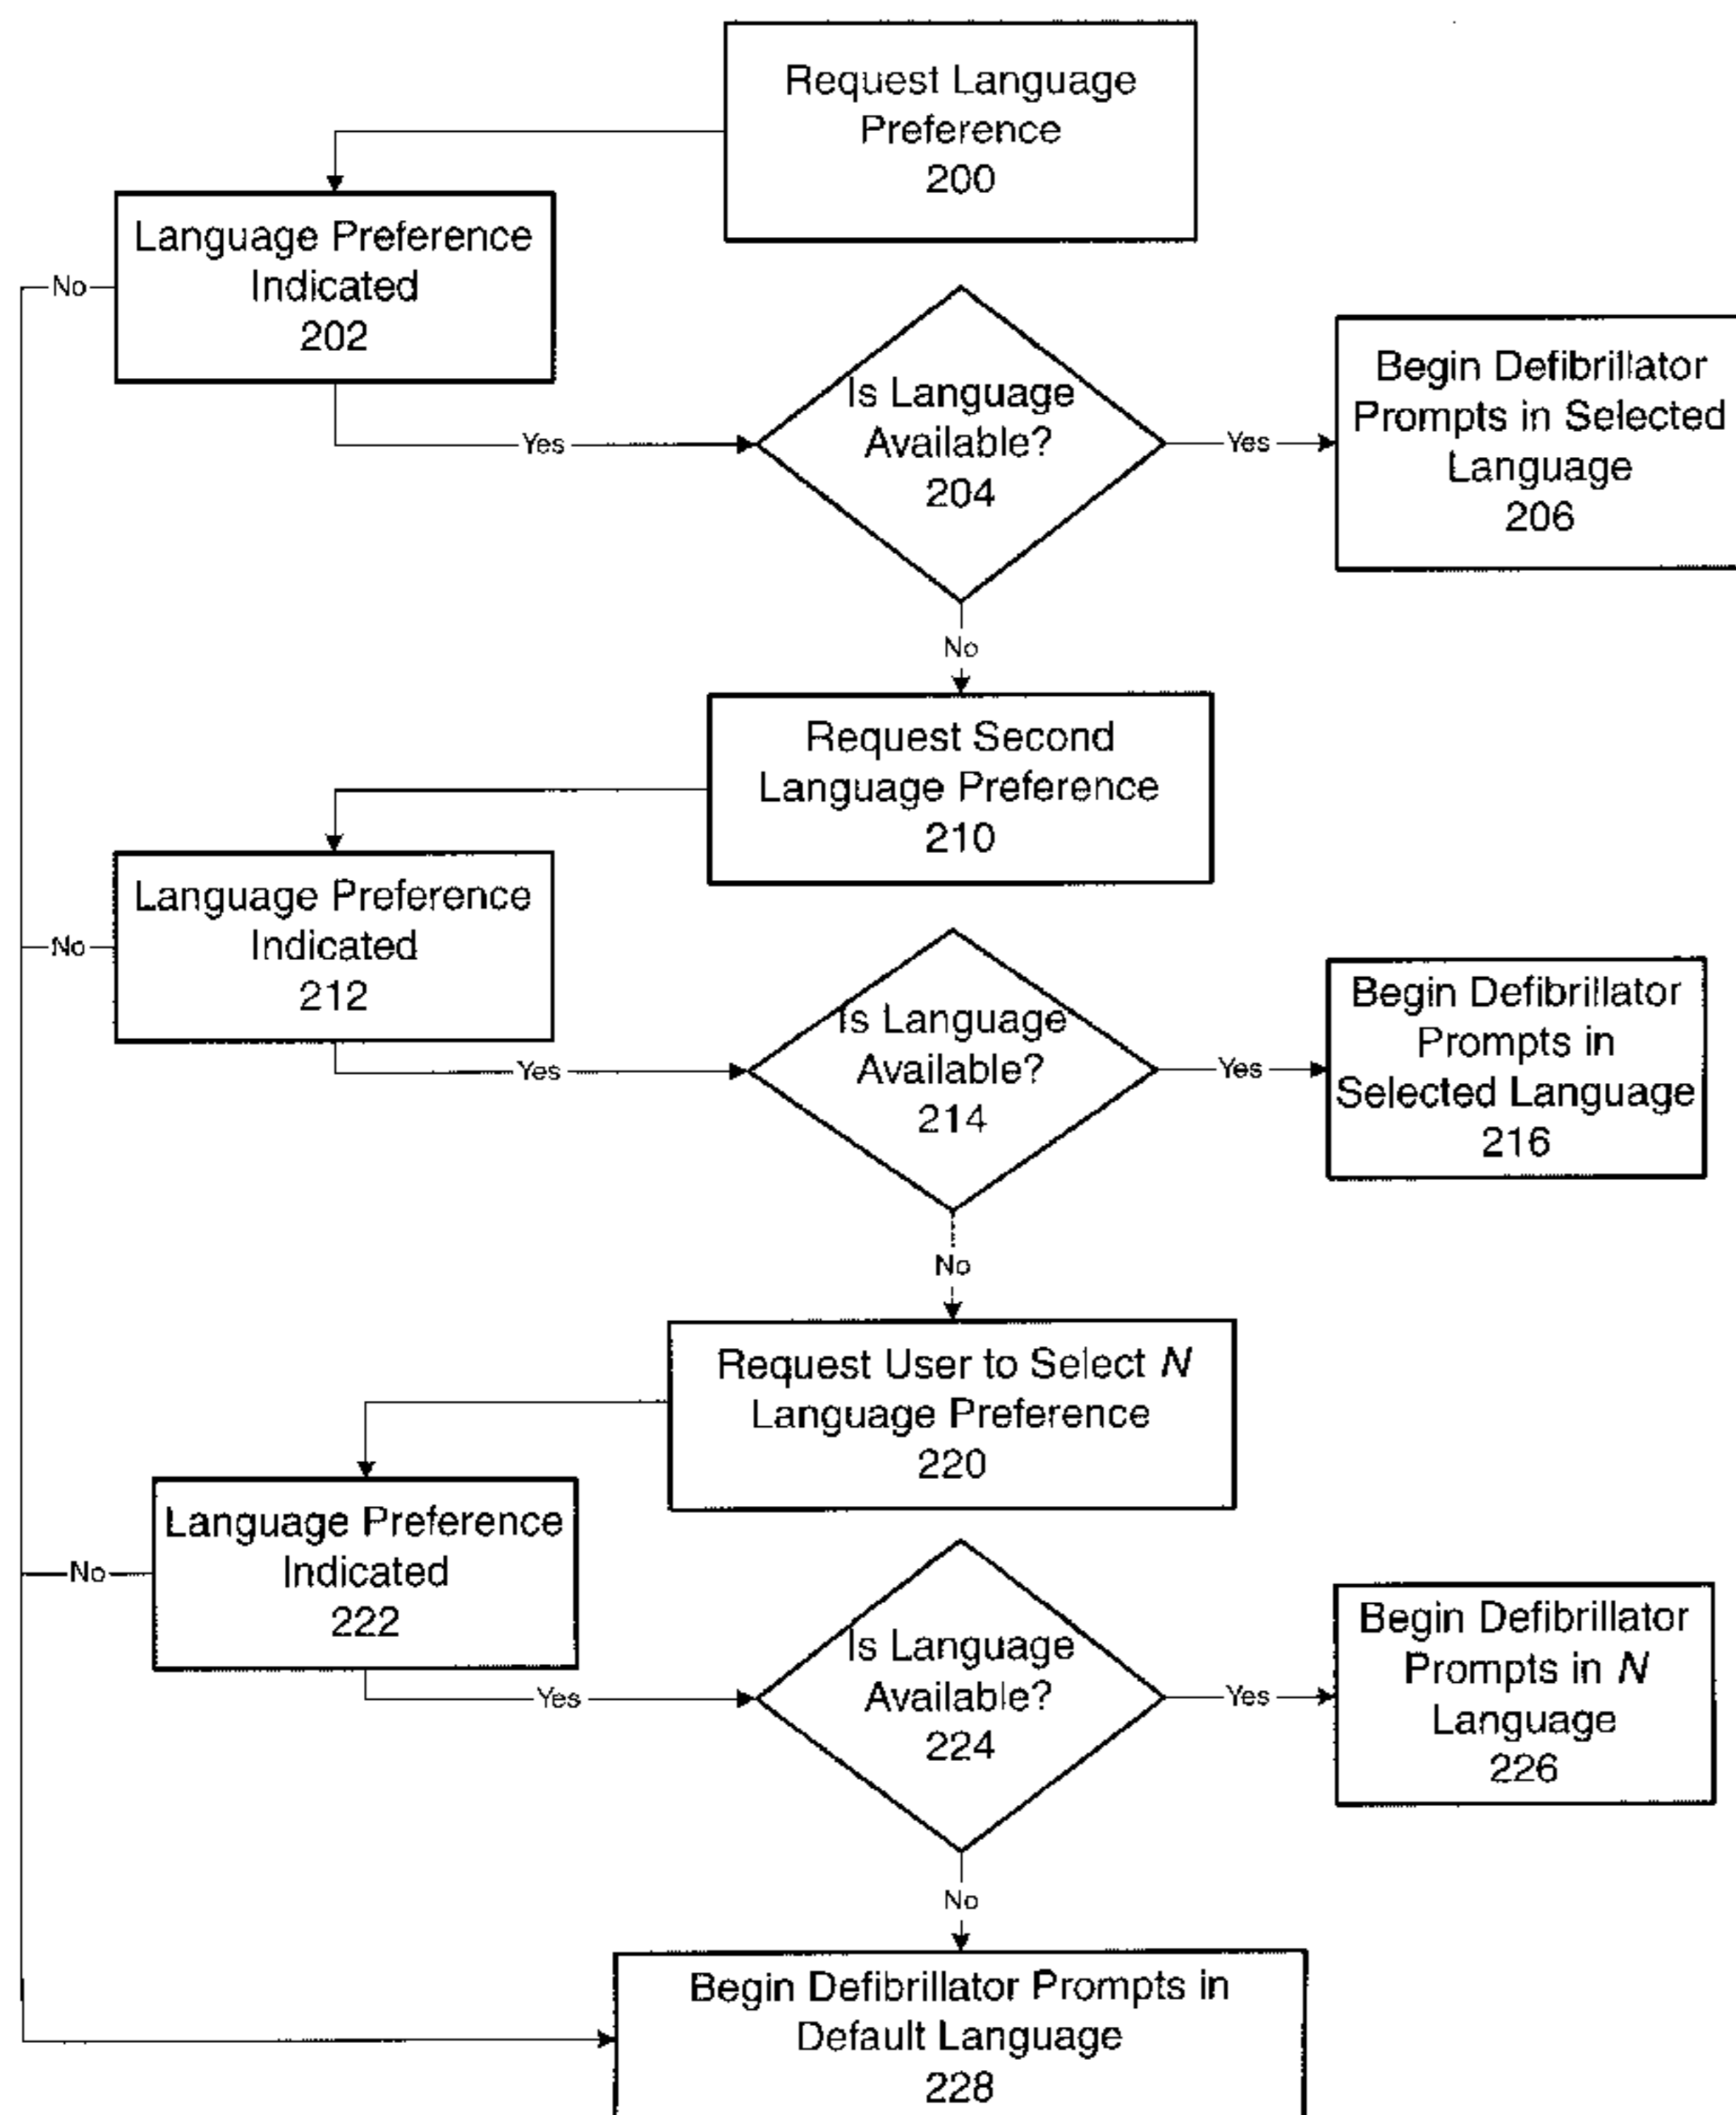 Request Language
Preference
200
Language Preference
Indicated
202
No
Yes
Is Language
Available?
204
Yes
Begin Defibrillator
Prompts in Selected
Language
206
No
Request Second
Language Preference
210
Language Preference
Indicated
212
No
Yes
Is Language
Available?
214
Yes
Begin Defibrillator
Prompts in
Selected Language
216
No
Request User to Select N
Language Preference
220
Language Preference
Indicated
222
No
Yes
Is Language
Available?
224
Yes
Begin Defibrillator
Prompts in N
Language
226
No
Begin Defibrillator Prompts in
Default Language
228